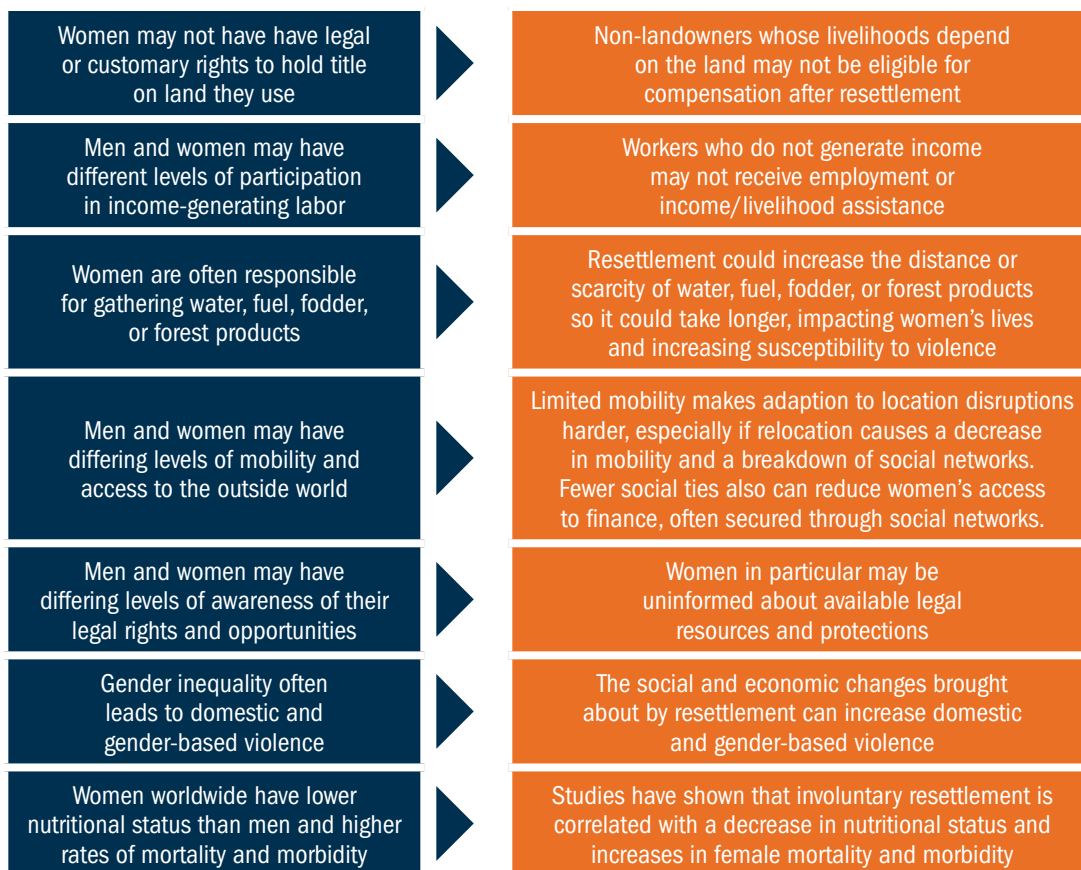 Women may not have have legal
or customary rights to hold title
on land they use
Non-landowners whose livelihoods depend
on the land may not be eligible for
compensation after resettlement
Men and women may have
different levels of participation
in income-generating labor
Workers who do not generate income
may not receive employment or
income/livelihood assistance
Women are often responsible
for gathering water, fuel, fodder,
or forest products
Resettlement could increase the distance or
scarcity of water, fuel, fodder, or forest products
so it could take longer, impacting women’s lives
and increasing susceptibility to violence
Men and women may have
differing levels of mobility and
access to the outside world
Limited mobility makes adaption to location disruptions
harder, especially if relocation causes a decrease
in mobility and a breakdown of social networks.
Fewer social ties also can reduce women’s access
to finance, often secured through social networks.
Men and women may have
differing levels of awareness of their
legal rights and opportunities
Women in particular may be
uninformed about available legal
resources and protections
Gender inequality often
leads to domestic and
gender-based violence
The social and economic changes brought
about by resettlement can increase domestic
and gender-based violence
Women worldwide have lower
nutritional status than men and higher
rates of mortality and morbidity
Studies have shown that involuntary resettlement is
correlated with a decrease in nutritional status and
increases in female mortality and morbidity